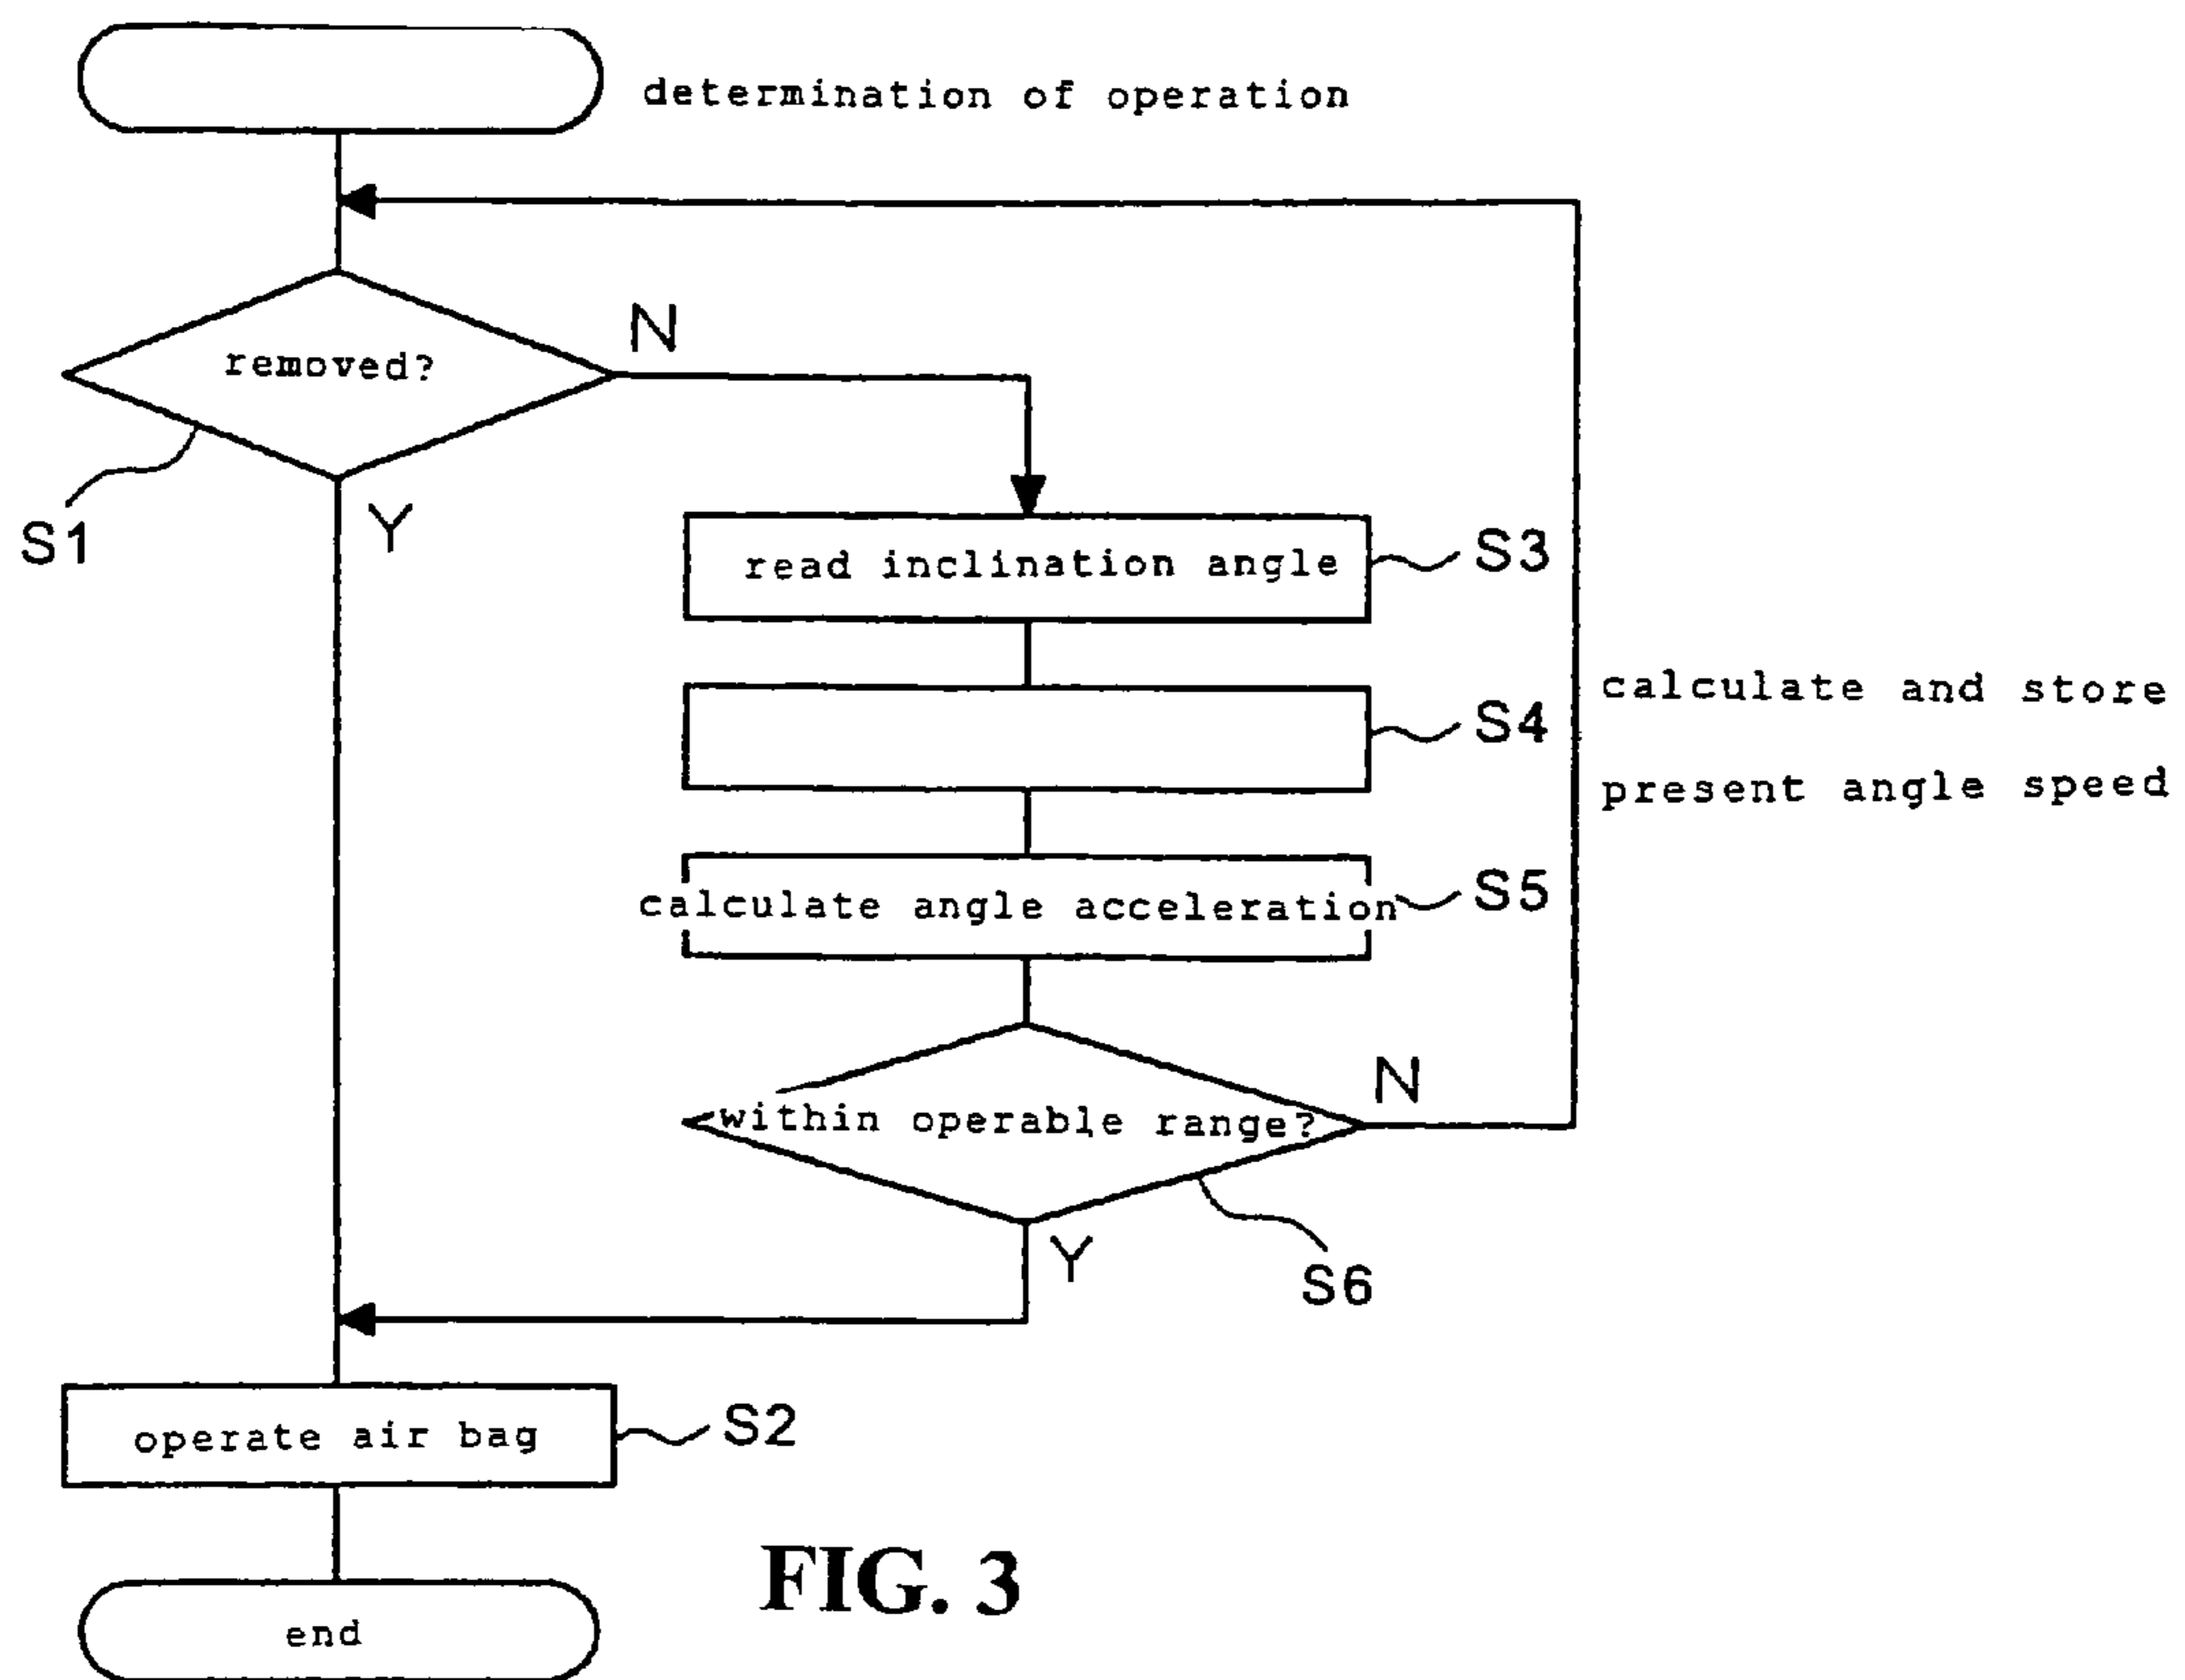 determination of operation
removed?
N
S1
Y
read inclination angle
S3
S4
calculate and store
present angle speed
calculate angle acceleration
S5
within operable range?
N
Y
S6
operate air bag
S2
end
FIG. 3